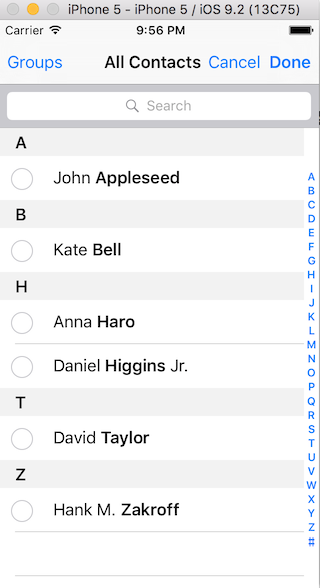 iPhone 5 - iPhone 5 / iOS 9.2 (13C75)
Carrier 9:56 PM
Groups All Contacts Cancel Done
Search
A
John Appleseed
B
Kate Bell
H
Anna Haro
Daniel Higgins Jr.
T
David Taylor
Z
Hank M. Zakroff
A
B
C
D
E
F
G
H
I
J
K
L
M
N
O
P
Q
R
S
T
U
V
W
X
Y
Z
#